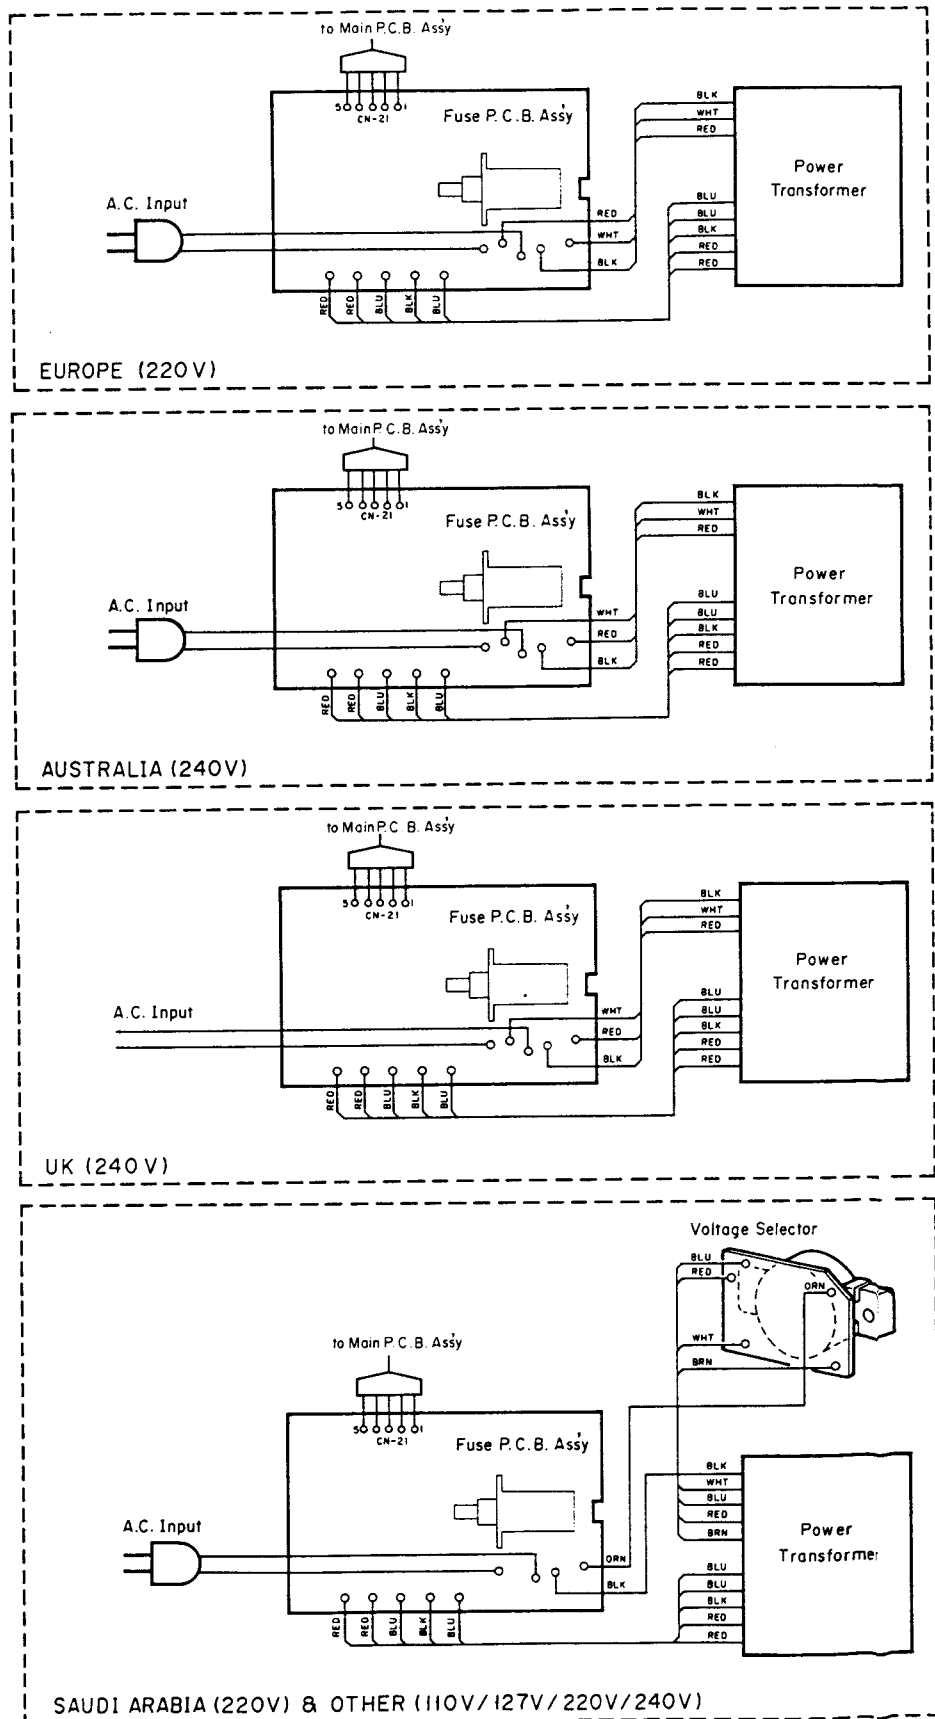 to Main P.C.B. Ass'y
5 1
CN-21
Fuse P.C.B. Ass'y
BLK
WHT
RED
Power
Transformer
A.C. Input
BLU
BLU
BLK
RED
RED
RED
WHT
BLK
RED
RED
BLU
BLK
BLU
EUROPE (220V)
to Main P.C.B. Ass'y
5 1
CN-21
Fuse P.C.B. Ass'y
BLK
WHT
RED
Power
Transformer
A.C. Input
BLU
BLU
BLK
RED
RED
WHT
RED
BLK
RED
RED
BLU
BLK
BLU
AUSTRALIA (240V)
to Main P.C.B. Ass'y
5 1
CN-21
Fuse P.C.B. Ass'y
BLK
WHT
RED
Power
Transformer
A.C. Input
BLU
BLU
BLK
RED
RED
WHT
RED
BLK
RED
RED
BLU
BLK
BLU
UK (240V)
Voltage Selector
BLU
RED
ORN
WHT
BRN
to Main P.C.B. Ass'y
5 1
CN-21
Fuse P.C.B. Ass'y
BLK
WHT
BLU
RED
BRN
Power
Transformer
A.C. Input
ORN
BLK
BLU
BLU
BLK
RED
RED
RED
RED
BLU
BLK
BLU
SAUDI ARABIA (220V) & OTHER (110V/127V/220V/240V)